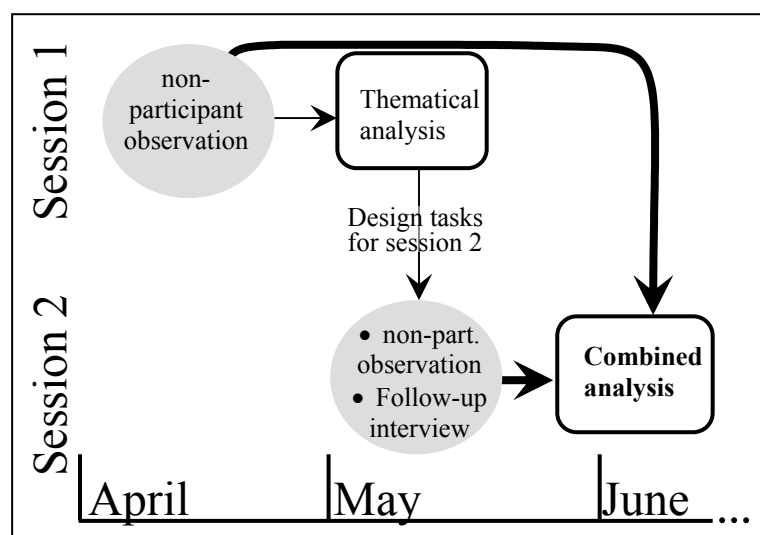 Session 1
non-
participant
observation
Thematical
analysis
Design tasks
for session 2
Session 2
• non-part.
observation
• Follow-up
interview
Combined
analysis
April
May
June ...